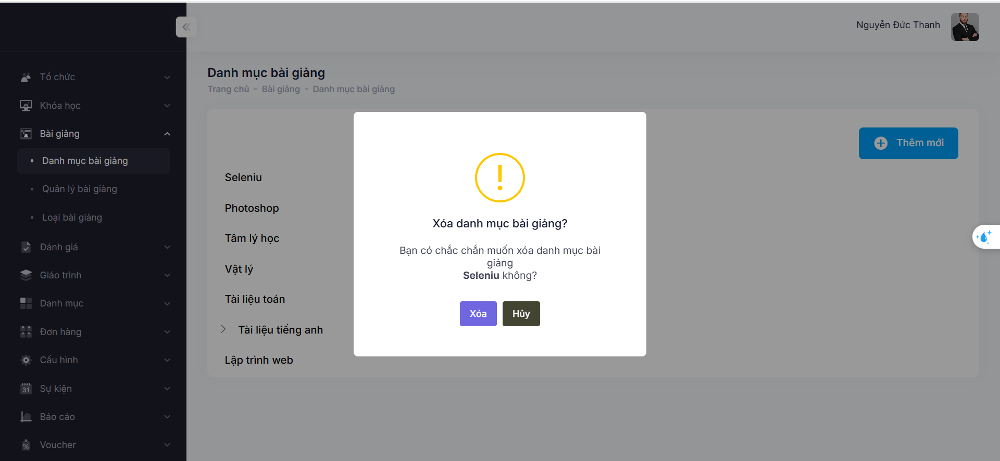 Nguyễn Đức Thanh
Tổ chức
Khóa học
Bài giảng
Danh mục bài giảng
Quản lý bài giảng
Loại bài giảng
Đánh giá
Giáo trình
Danh mục
Đơn hàng
Cấu hình
31
Sự kiện
Báo cáo
%
Voucher
Danh mục bài giảng
Trang chủ - Bài giảng - Danh mục bài giảng
Thêm mới
Seleniu
Photoshop
Tâm lý học
Vật lý
Tài liệu toán
Tài liệu tiếng anh
Lập trình web
Xóa danh mục bài giảng?
Bạn có chắc chắn muốn xóa danh mục bài
giảng
Seleniu không?
Xóa
Hủy